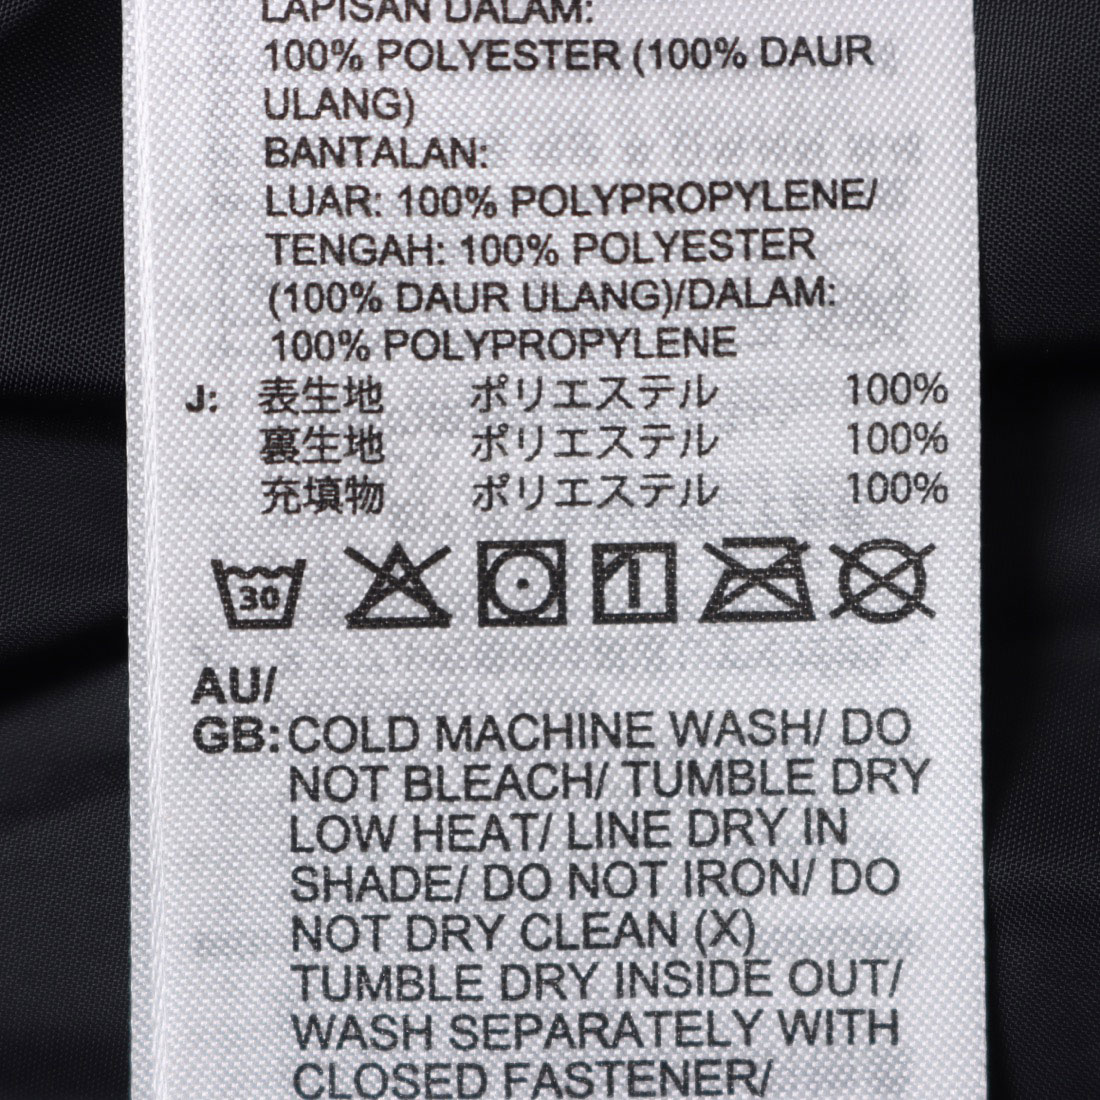 LAPISAN DALAM:
100% POLYESTER (100% DAUR
ULANG)
BANTALAN:
LUAR: 100% POLYPROPYLENE/
TENGAH: 100% POLYESTER
(100% DAUR ULANG)/DALAM:
100% POLYPROPYLENE
J: 表生地 ポリエステル 100%
裏生地 ポリエステル 100%
充填物 ポリエステル 100%
30
AU/
GB: COLD MACHINE WASH/ DO
NOT BLEACH/ TUMBLE DRY
LOW HEAT/ LINE DRY IN
SHADE/ DO NOT IRON/ DO
NOT DRY CLEAN (X)
TUMBLE DRY INSIDE OUT/
WASH SEPARATELY WITH
CLOSED FASTENER/